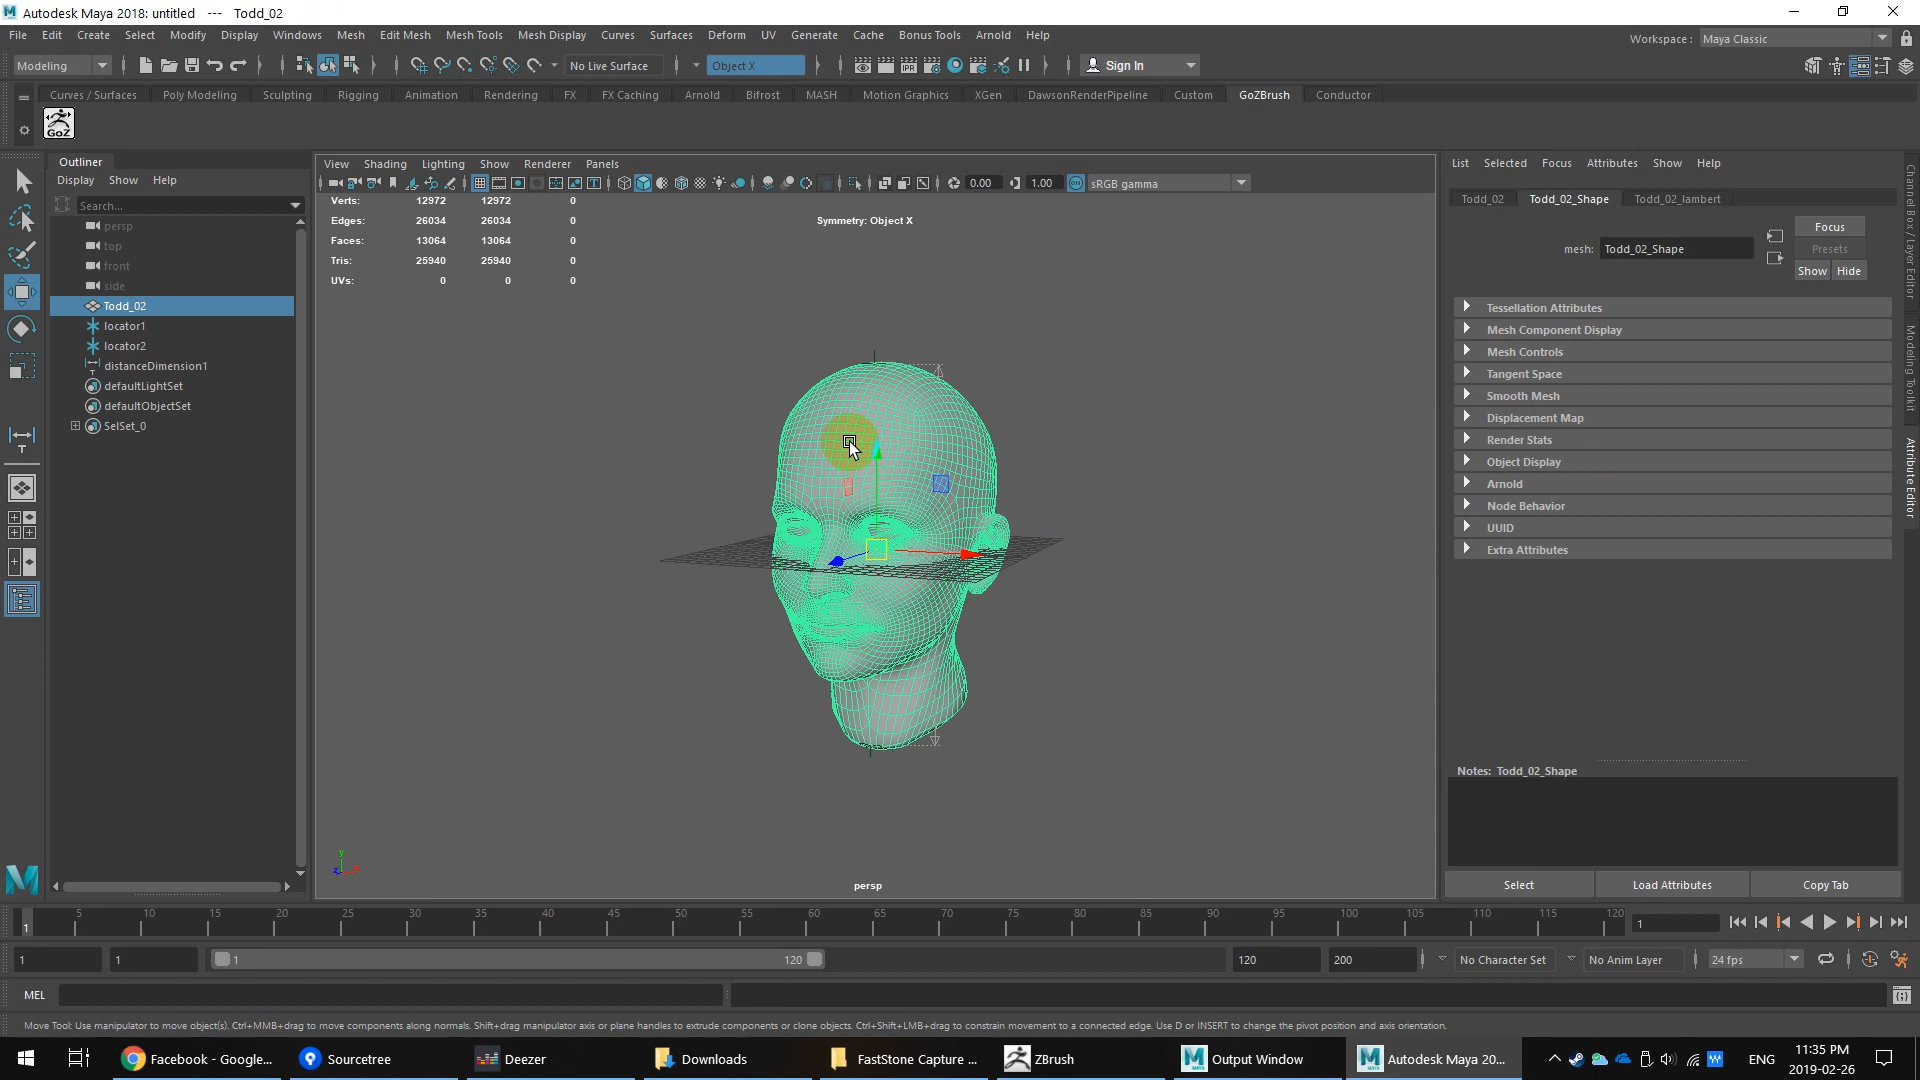 Autodesk Maya 2018: untitled   ---   Todd_02
File Edit Create Select Modify Display Windows Mesh Edit Mesh Mesh Tools Mesh Display Curves Surfaces Deform UV Generate Cache Bonus Tools Arnold Help
Workspace : Maya Classic
Modeling No Live Surface Object X IPR Sign In
Curves / Surfaces Poly Modeling Sculpting Rigging Animation Rendering FX FX Caching Arnold Bifrost MASH Motion Graphics XGen DawsonRenderPipeline Custom GoZBrush Conductor
GoZ
Outliner
Display Show Help
Search...
persp
top
front
side
Todd_02
locator1
locator2
distanceDimension1
defaultLightSet
defaultObjectSet
SelSet_0
View Shading Lighting Show Renderer Panels
0.00 1.00 ON sRGB gamma
Verts: 12972 12972 0
Edges: 26034 26034 0
Faces: 13064 13064 0
Tris: 25940 25940 0
UVs: 0 0 0
Symmetry: Object X
y
z
persp
List Selected Focus Attributes Show Help
Todd_02 Todd_02_Shape Todd_02_lambert
mesh: Todd_02_Shape
Focus
Presets
Show Hide
Tessellation Attributes
Mesh Component Display
Mesh Controls
Tangent Space
Smooth Mesh
Displacement Map
Render Stats
Object Display
Arnold
Node Behavior
UUID
Extra Attributes
Notes: Todd_02_Shape
Select Load Attributes Copy Tab
Channel Box / Layer Editor
Modeling Toolkit
Attribute Editor
1 5 10 15 20 25 30 35 40 45 50 55 60 65 70 75 80 85 90 95 100 105 110 115 120 1
1 1 1 120 120 200 No Character Set No Anim Layer 24 fps
MEL
Move Tool: Use manipulator to move object(s). Ctrl+MMB+drag to move components along normals. Shift+drag manipulator axis or plane handles to extrude components or clone objects. Ctrl+Shift+LMB+drag to constrain movement to a connected edge. Use D or INSERT to change the pivot position and axis orientation.
Facebook - Google... Sourcetree Deezer Downloads FastStone Capture ... ZBrush Output Window Autodesk Maya 20... ENG 11:35 PM
2019-02-26